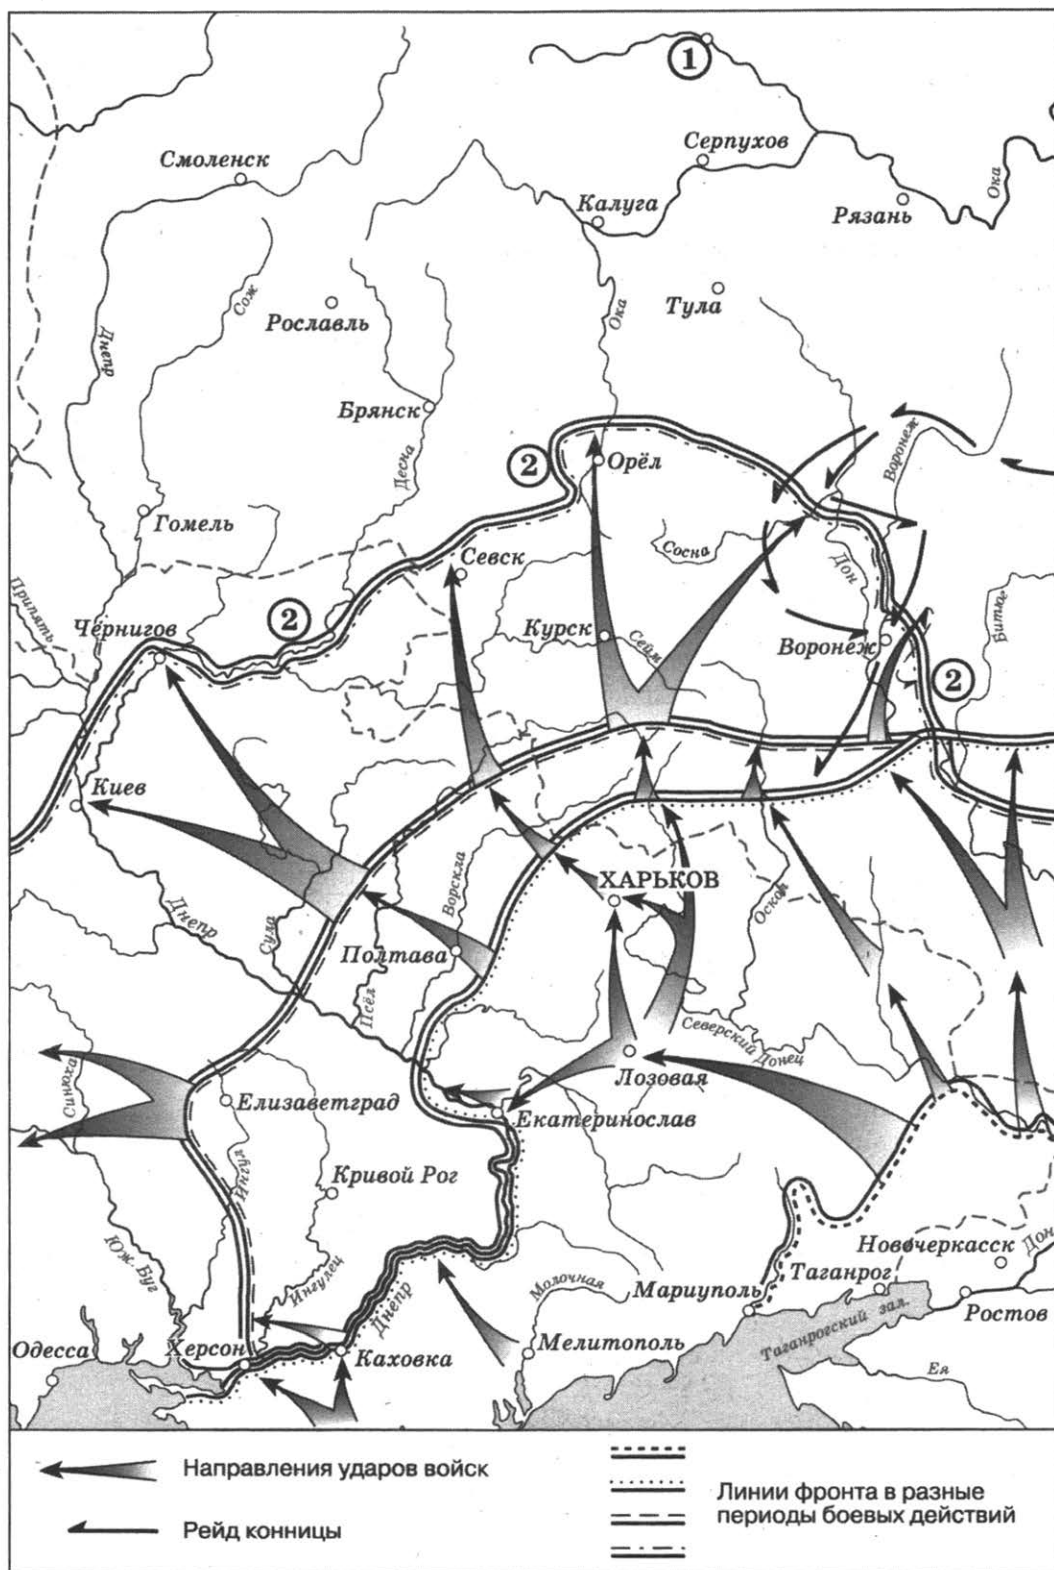 1
Смоленск
Серпухов
Калуга
Рязань
Ока
Сож
Рославль
Тула
Ока
Днепр
Брянск
Десна
Воронеж
2
Орёл
Гомель
Сосна
Дон
Севск
Припять
Чернигов
2
Курск
Сейм
Воронеж
Битюг
2
Киев
Ворскла
ХАРЬКОВ
Оскол
Днепр
Сула
Полтава
Псёл
Северский Донец
Лозовая
Синюха
Елизаветград
Екатеринослав
Ингул
Кривой Рог
Юж. Буг
Ингулец
Днепр
Молочная
Мариуполь
Новочеркасск
Дон
Таганрог
Таганрогский зал.
Ростов
Одесса
Херсон
Каховка
Мелитополь
Ея
Направления ударов войск
Рейд конницы
Линии фронта в разные
периоды боевых действий